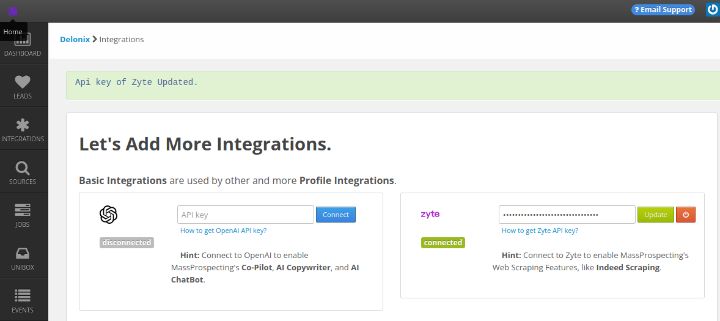 ? Email Support
Home
Delonix > Integrations
DASHBOARD
Api key of Zyte Updated.
LEADS
Let's Add More Integrations.
INTEGRATIONS
Basic Integrations are used by other and more Profile Integrations.
SOURCES
API key
Connect
zyte
Update
How to get OpenAI API key?
How to get Zyte API key?
JOBS
disconnected
connected
Hint: Connect to OpenAI to enable
MassProspecting's Co-Pilot, AI Copywriter, and AI
ChatBot.
Hint: Connect to Zyte to enable MassProspecting's
Web Scraping Features, like Indeed Scraping.
UNIBOX
EVENTS